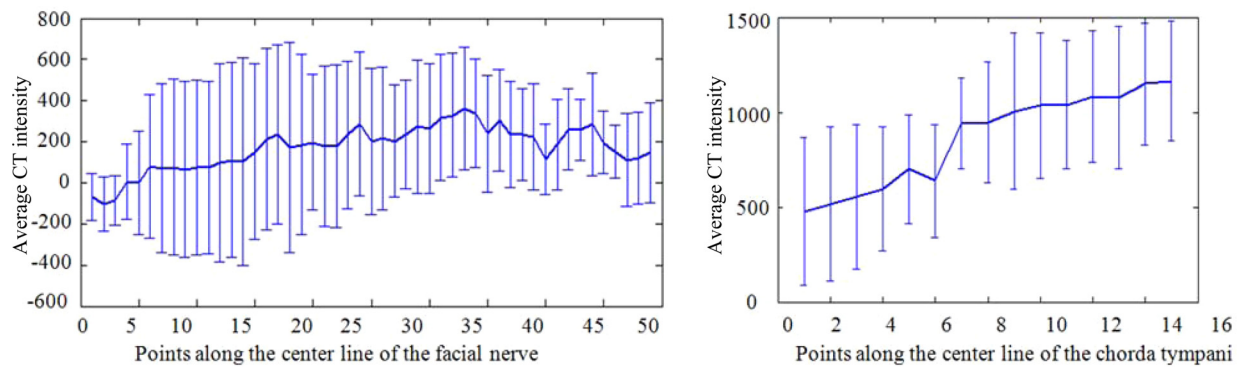 Average CT intensity
800
600
400
200
0
-200
-400
-600
0 5 10 15 20 25 30 35 40 45 50
Points along the center line of the facial nerve
Average CT intensity
1500
1000
500
0
0 2 4 6 8 10 12 14 16
Points along the center line of the chorda tympani